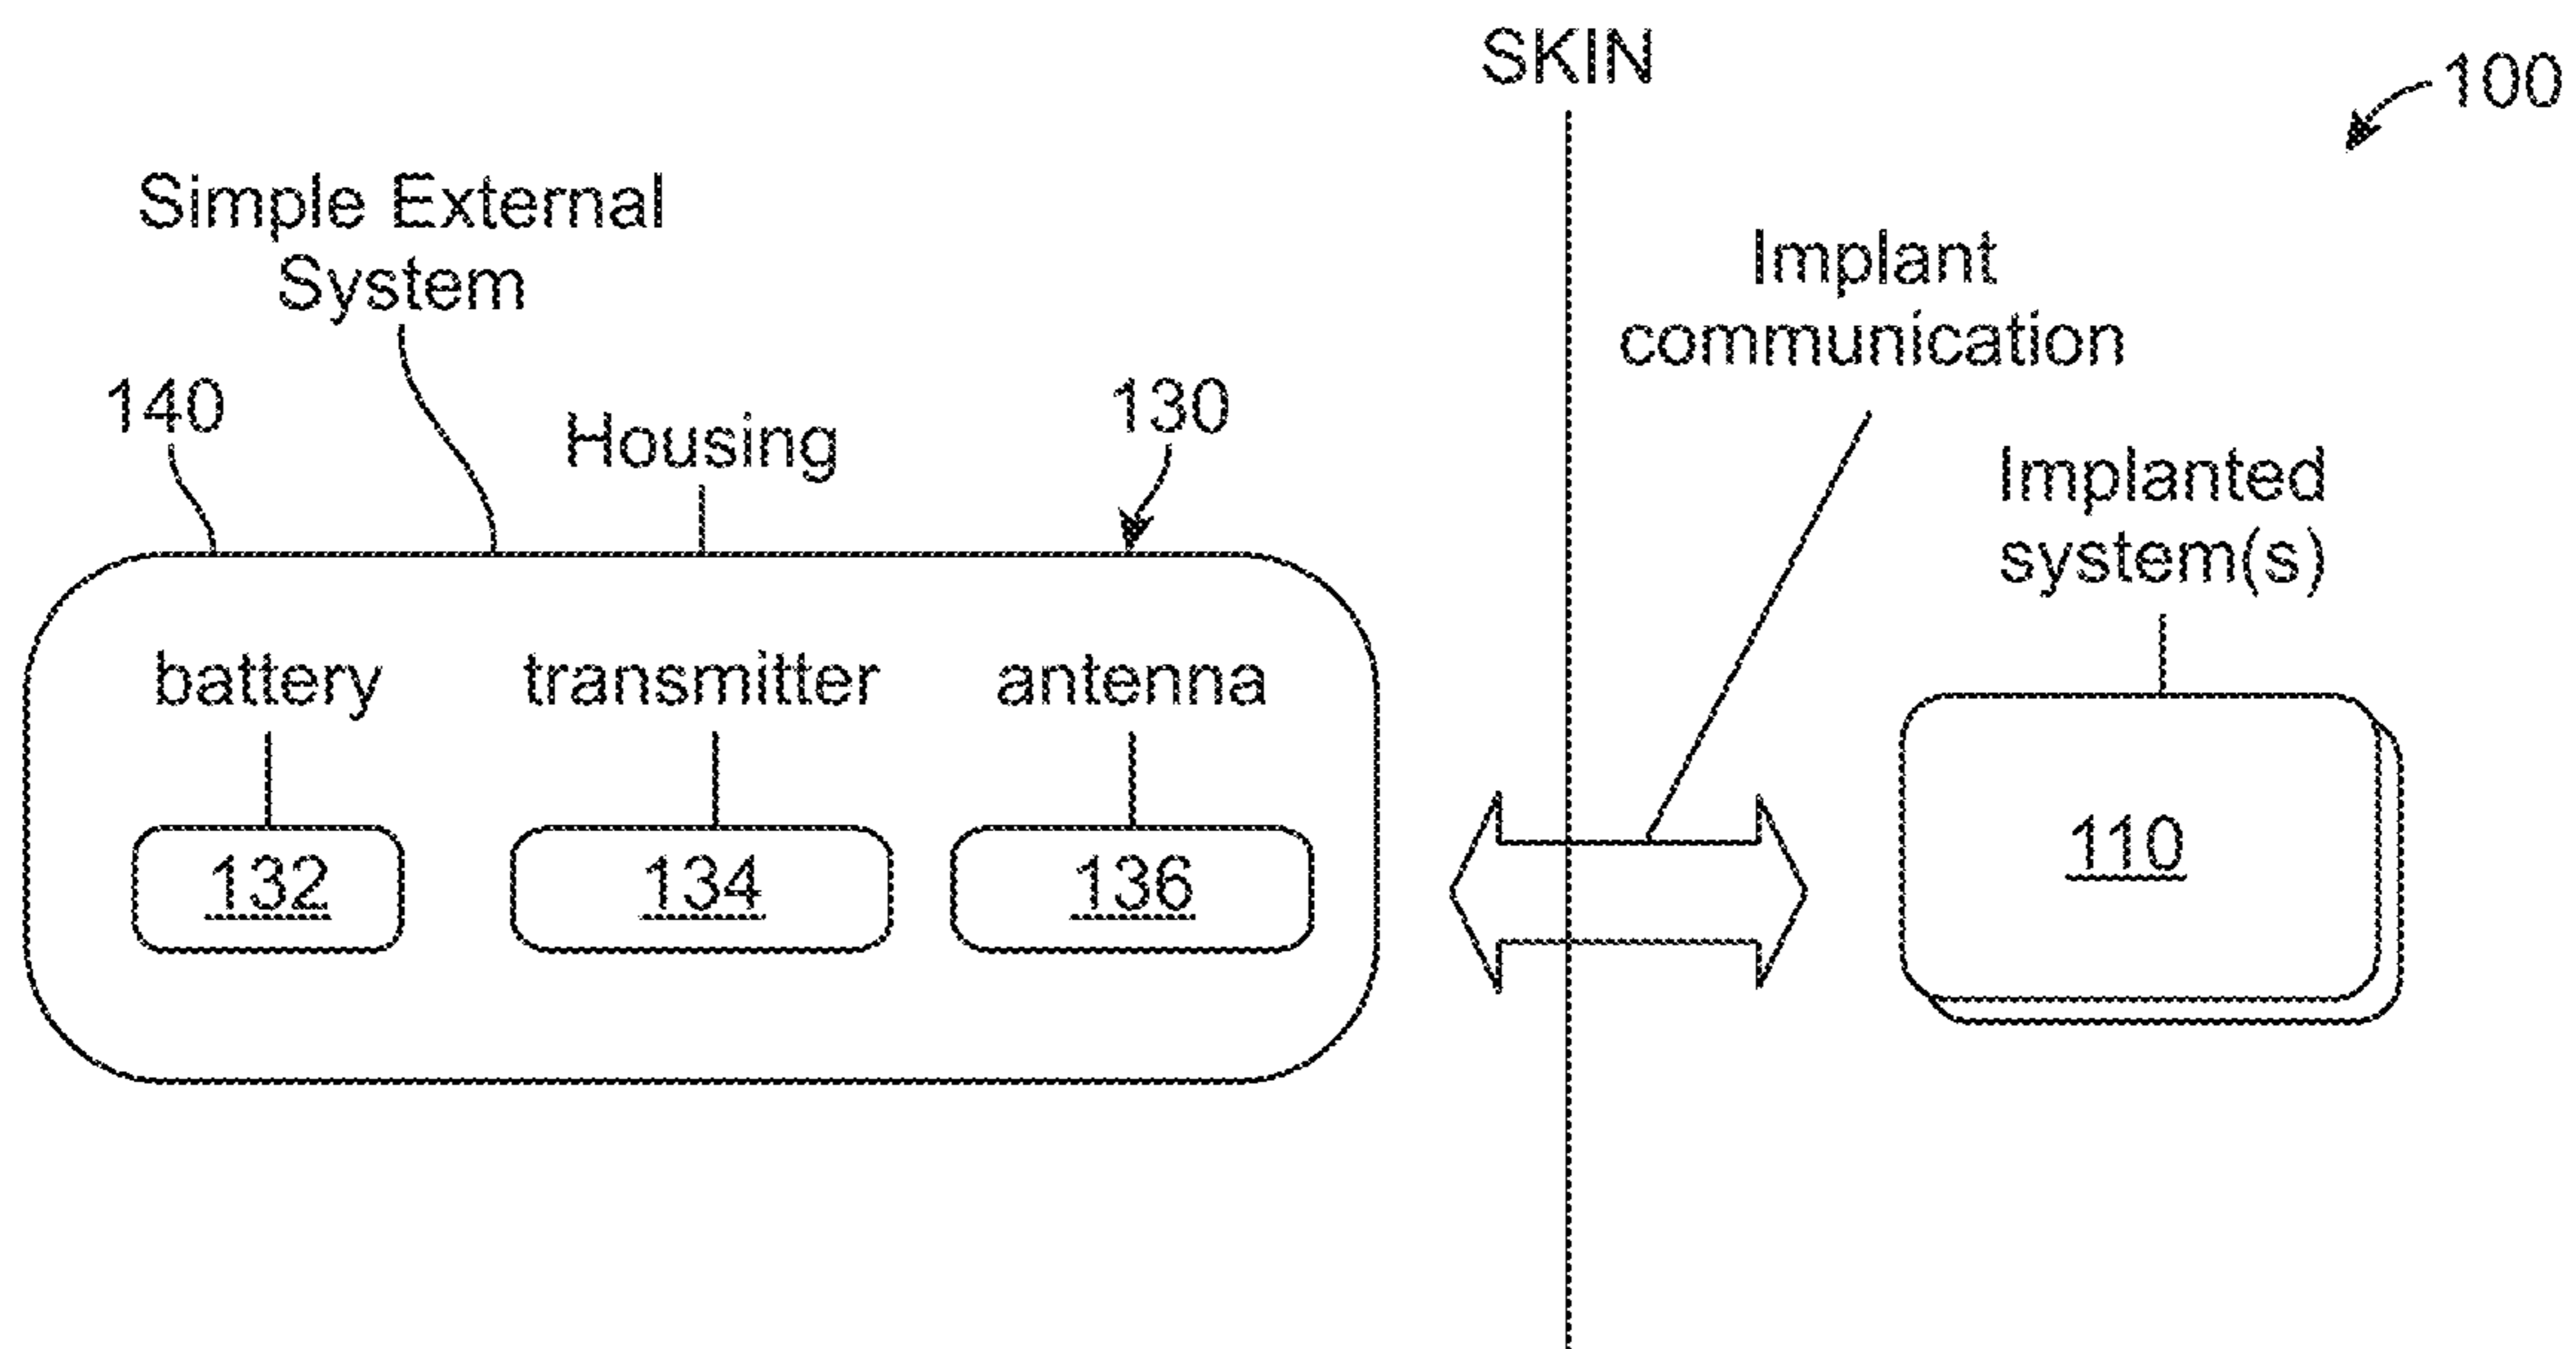 SKIN
100
Simple External
System
Implant
communication
140
Housing
130
Implanted
system(s)
battery
transmitter
antenna
132
134
136
110